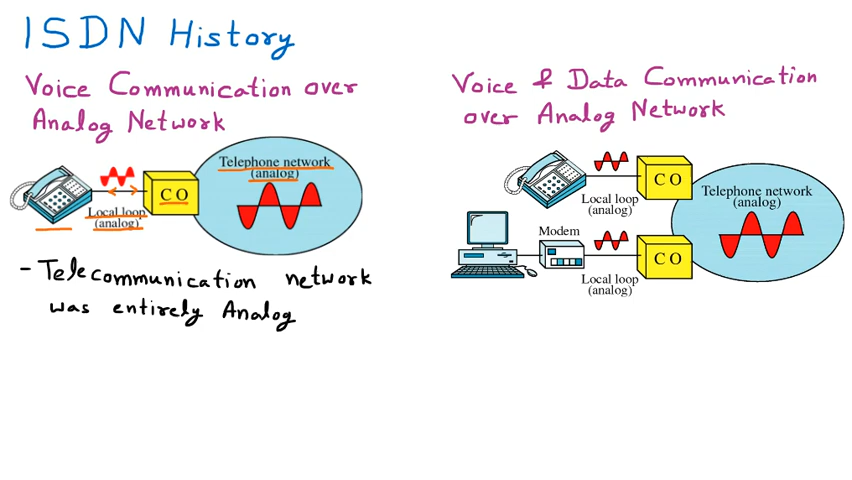 ISDN History
Voice Communication over
Analog Network
Telephone network
(analog)
CO
Local loop
(analog)
- Telecommunication network
was entirely Analog
Voice & Data Communication
over Analog Network
CO
Local loop
(analog)
Telephone network
(analog)
Modem
CO
Local loop
(analog)